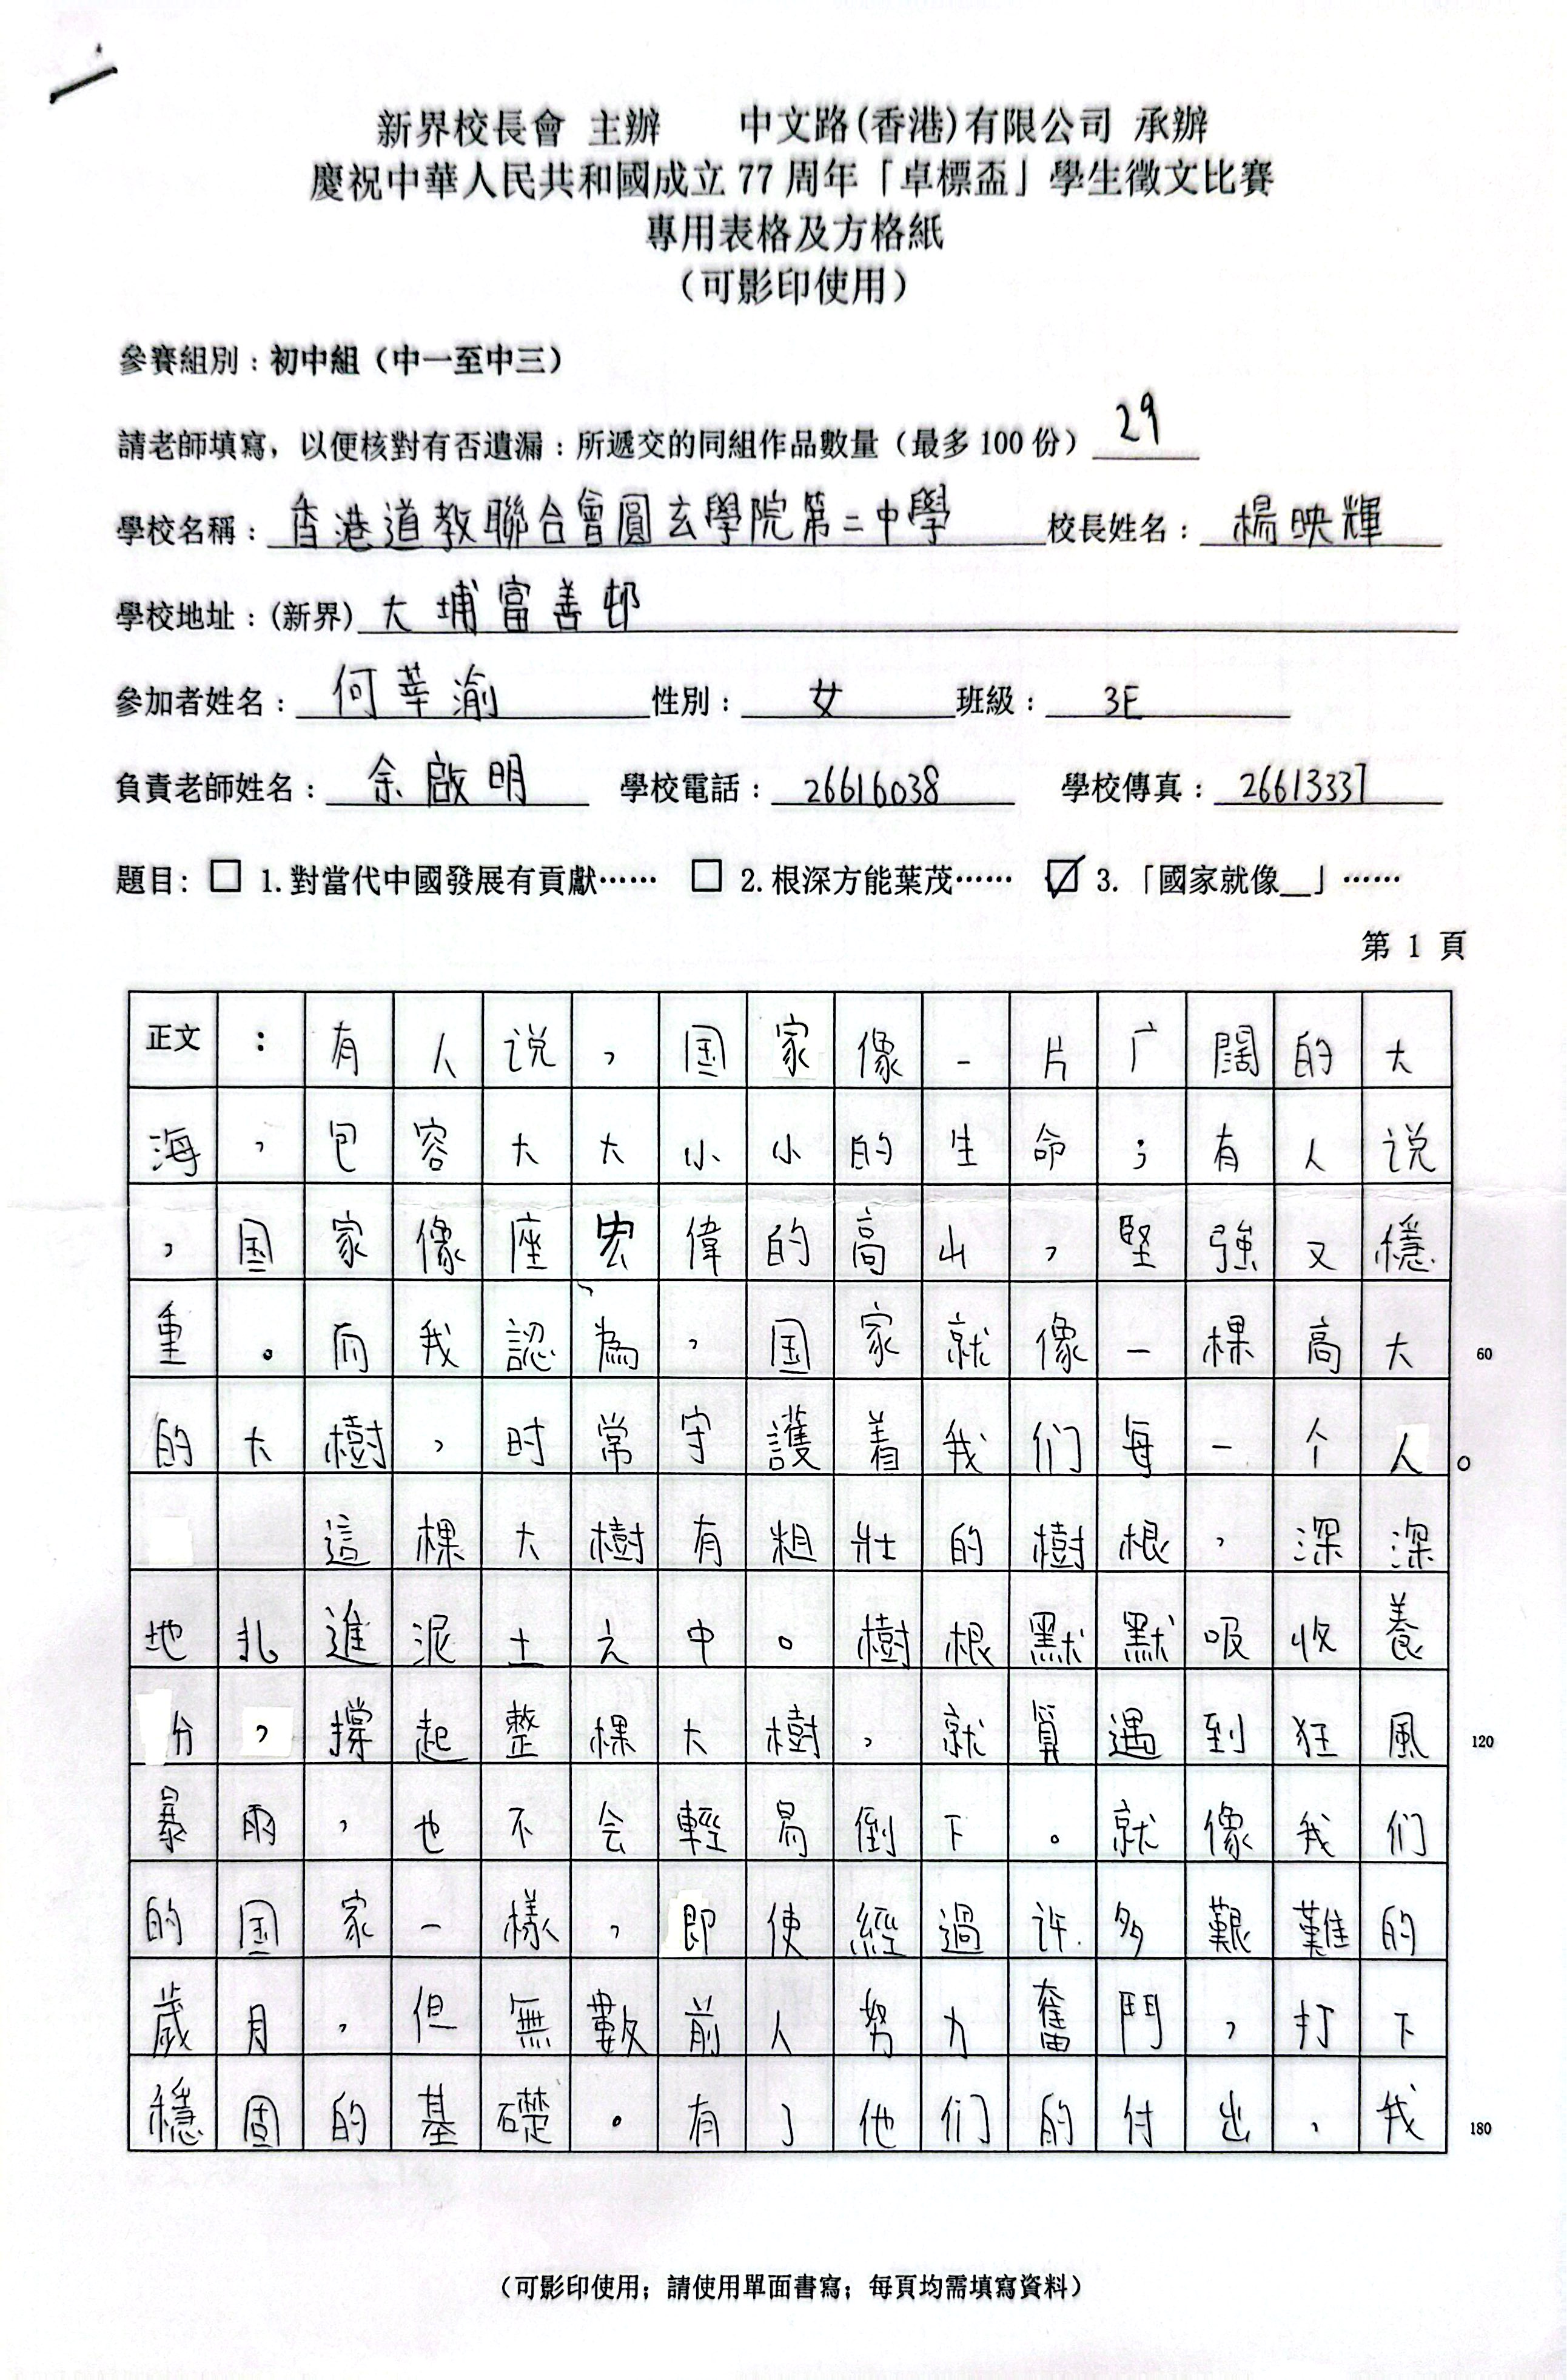 新界校長會 主辦 中文路(香港)有限公司 承辦
慶祝中華人民共和國成立 77 周年「卓標盃」學生徵文比賽
專用表格及方格紙
（可影印使用）
參賽組別：初中組（中一至中三）
請老師填寫，以便核對有否遺漏：所遞交的同組作品數量（最多 100 份） 29
學校名稱：香港道教聯合會圓玄學院第二中學 校長姓名：楊映輝
學校地址：(新界) 大埔富善邨
參加者姓名：何莘渝 性別：女 班級：3E
負責老師姓名：余啟明 學校電話：26616038 學校傳真：26613337
題目: □ 1.對當代中國發展有貢獻…… □ 2.根深方能葉茂…… ☑ 3.「國家就像__」……
第 1 頁
正文：有人说，国家像一片广闊的大
海，包容大大小小的生命；有人说
，国家像座宏偉的高山，堅強又穩
重。而我認為，国家就像一棵高大 60
的大樹，时常守護着我们每一个人。
這棵大樹有粗壯的樹根，深深
地扎進泥土之中。樹根默默吸收養
分，撐起整棵大樹，就算遇到狂風 120
暴雨，也不会輕易倒下。就像我们
的国家一樣，即使經過许多艱難的
歲月，但無數前人努力奮鬥，打下
穩固的基礎。有了他们的付出，我 180
（可影印使用；請使用單面書寫；每頁均需填寫資料）